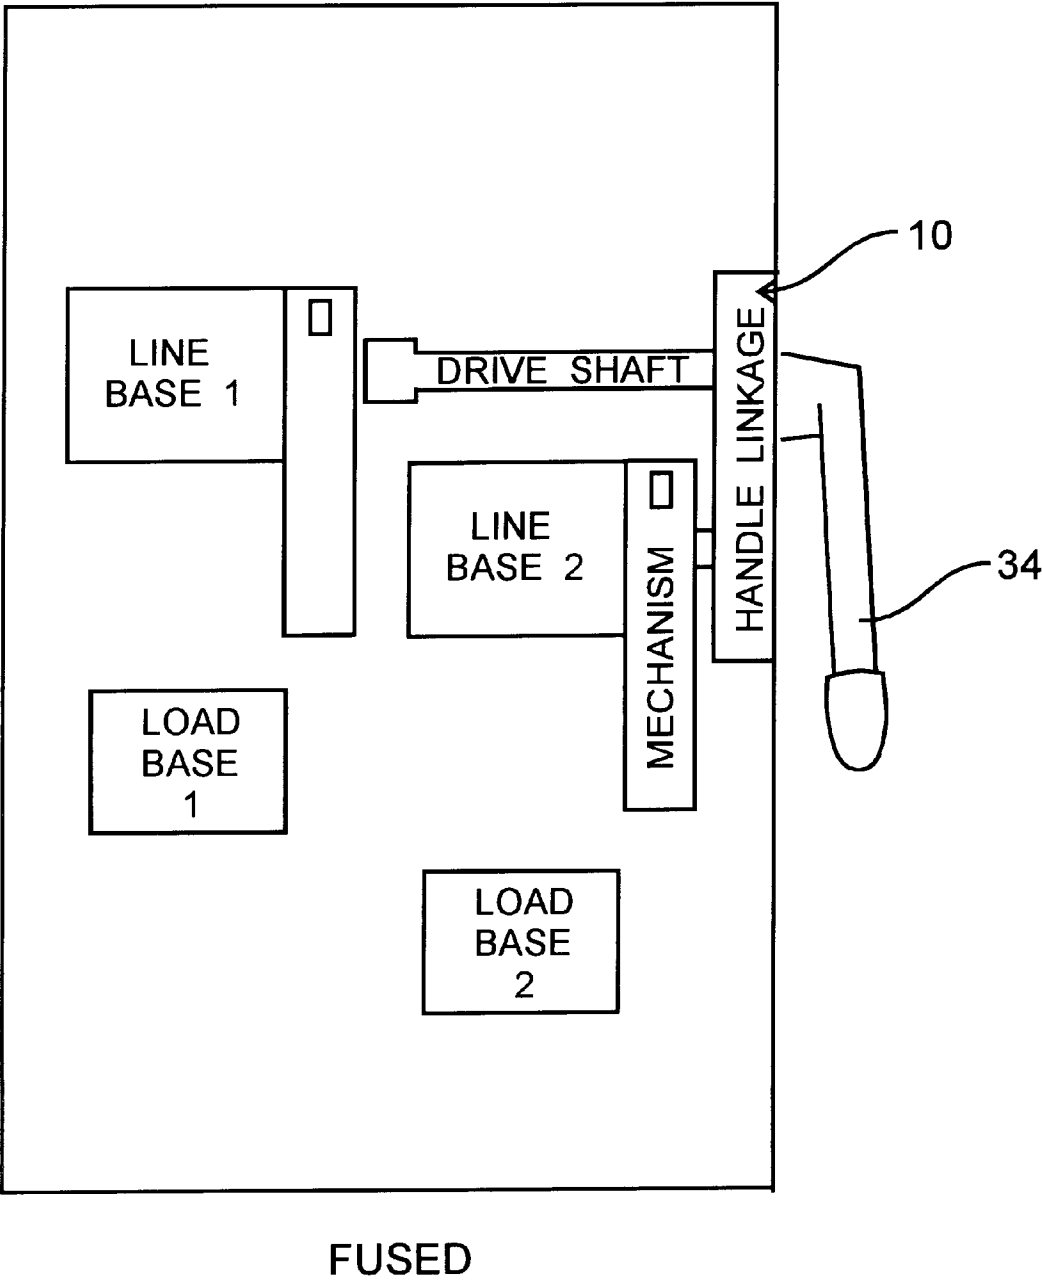 10
LINE
BASE 1
DRIVE SHAFT
HANDLE LINKAGE
LINE
BASE 2
MECHANISM
34
LOAD
BASE
1
LOAD
BASE
2
FUSED